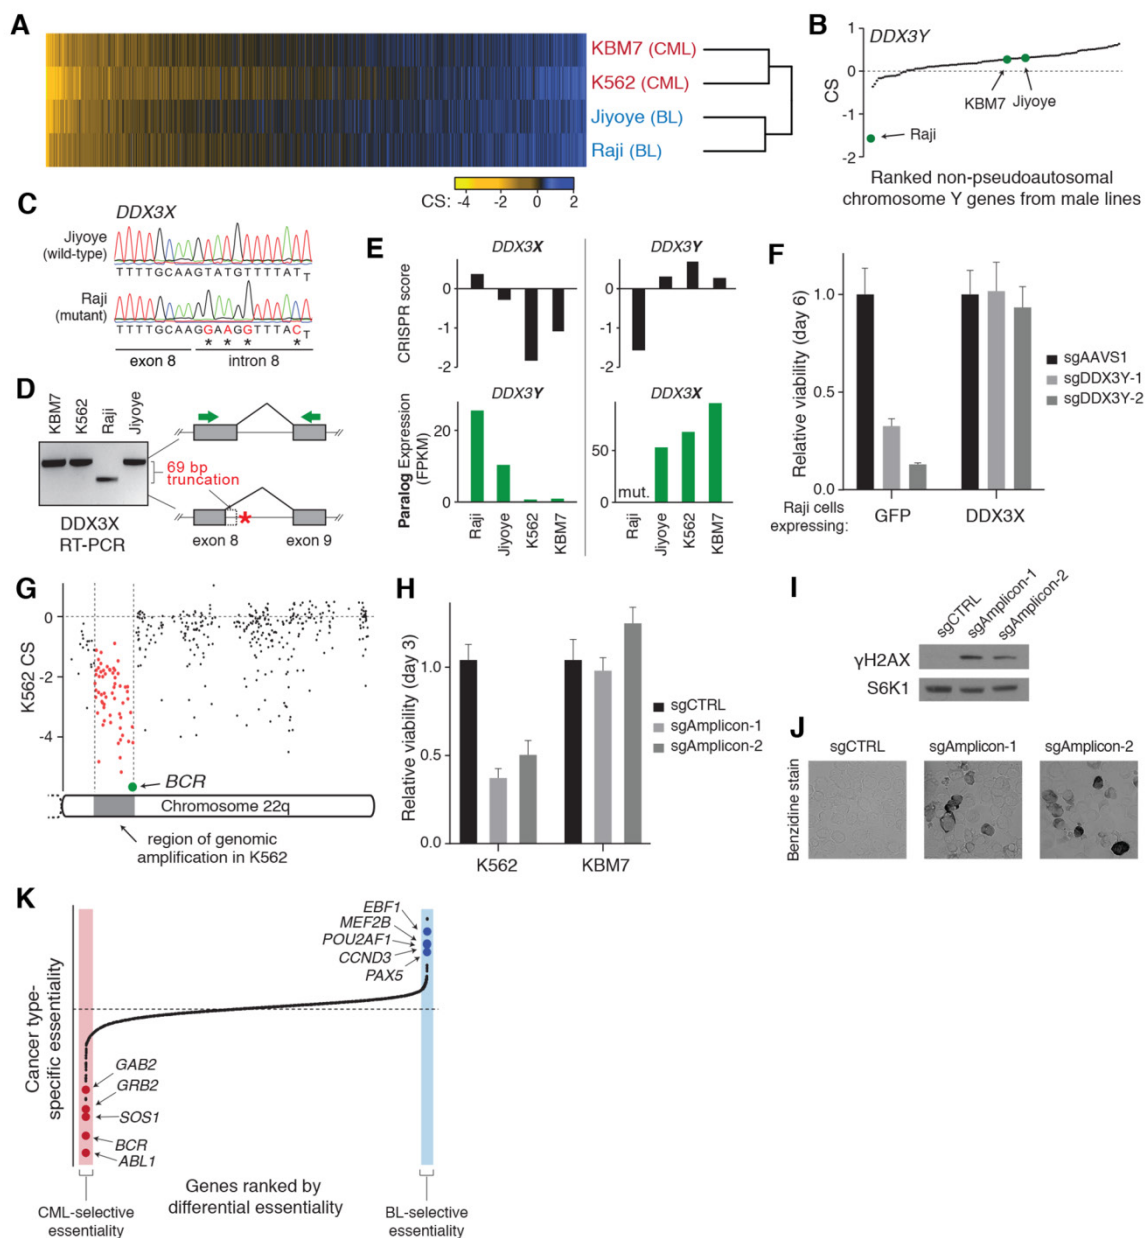 A
KBM7 (CML)
K562 (CML)
Jiyoye (BL)
Raji (BL)
CS:
-4 -2 0 2
B
DDX3Y
CS
1
0
-1
-2
KBM7
Jiyoye
Raji
Ranked non-pseudoautosomal
chromosome Y genes from male lines
C
DDX3X
Jiyoye
(wild-type)
TTTTGCAAGTATGTTTTATT
Raji
(mutant)
TTTTGCAAGGAAGGTTTACT
* * * *
exon 8
intron 8
D
KBM7
K562
Raji
Jiyoye
69 bp
truncation
*
DDX3X
RT-PCR
exon 8
exon 9
E
DDX3X
DDX3Y
CRISPR score
0
-1
-2
0
-1
-2
DDX3Y
DDX3X
Paralog Expression
(FPKM)
20
0
50
0
mut.
Raji
Jiyoye
K562
KBM7
Raji
Jiyoye
K562
KBM7
F
Relative viability (day 6)
1.0
0.5
0.0
sgAAVS1
sgDDX3Y-1
sgDDX3Y-2
Raji cells
expressing:
GFP
DDX3X
G
K562 CS
0
-2
-4
BCR
Chromosome 22q
region of genomic
amplification in K562
H
Relative viability (day 3)
1.0
0.5
0.0
sgCTRL
sgAmplicon-1
sgAmplicon-2
K562
KBM7
I
sgCTRL
sgAmplicon-1
sgAmplicon-2
γH2AX
S6K1
J
sgCTRL
sgAmplicon-1
sgAmplicon-2
Benzidine stain
K
Cancer type-
specific essentiality
EBF1
MEF2B
POU2AF1
CCND3
PAX5
GAB2
GRB2
SOS1
BCR
ABL1
Genes ranked by
differential essentiality
CML-selective
essentiality
BL-selective
essentiality